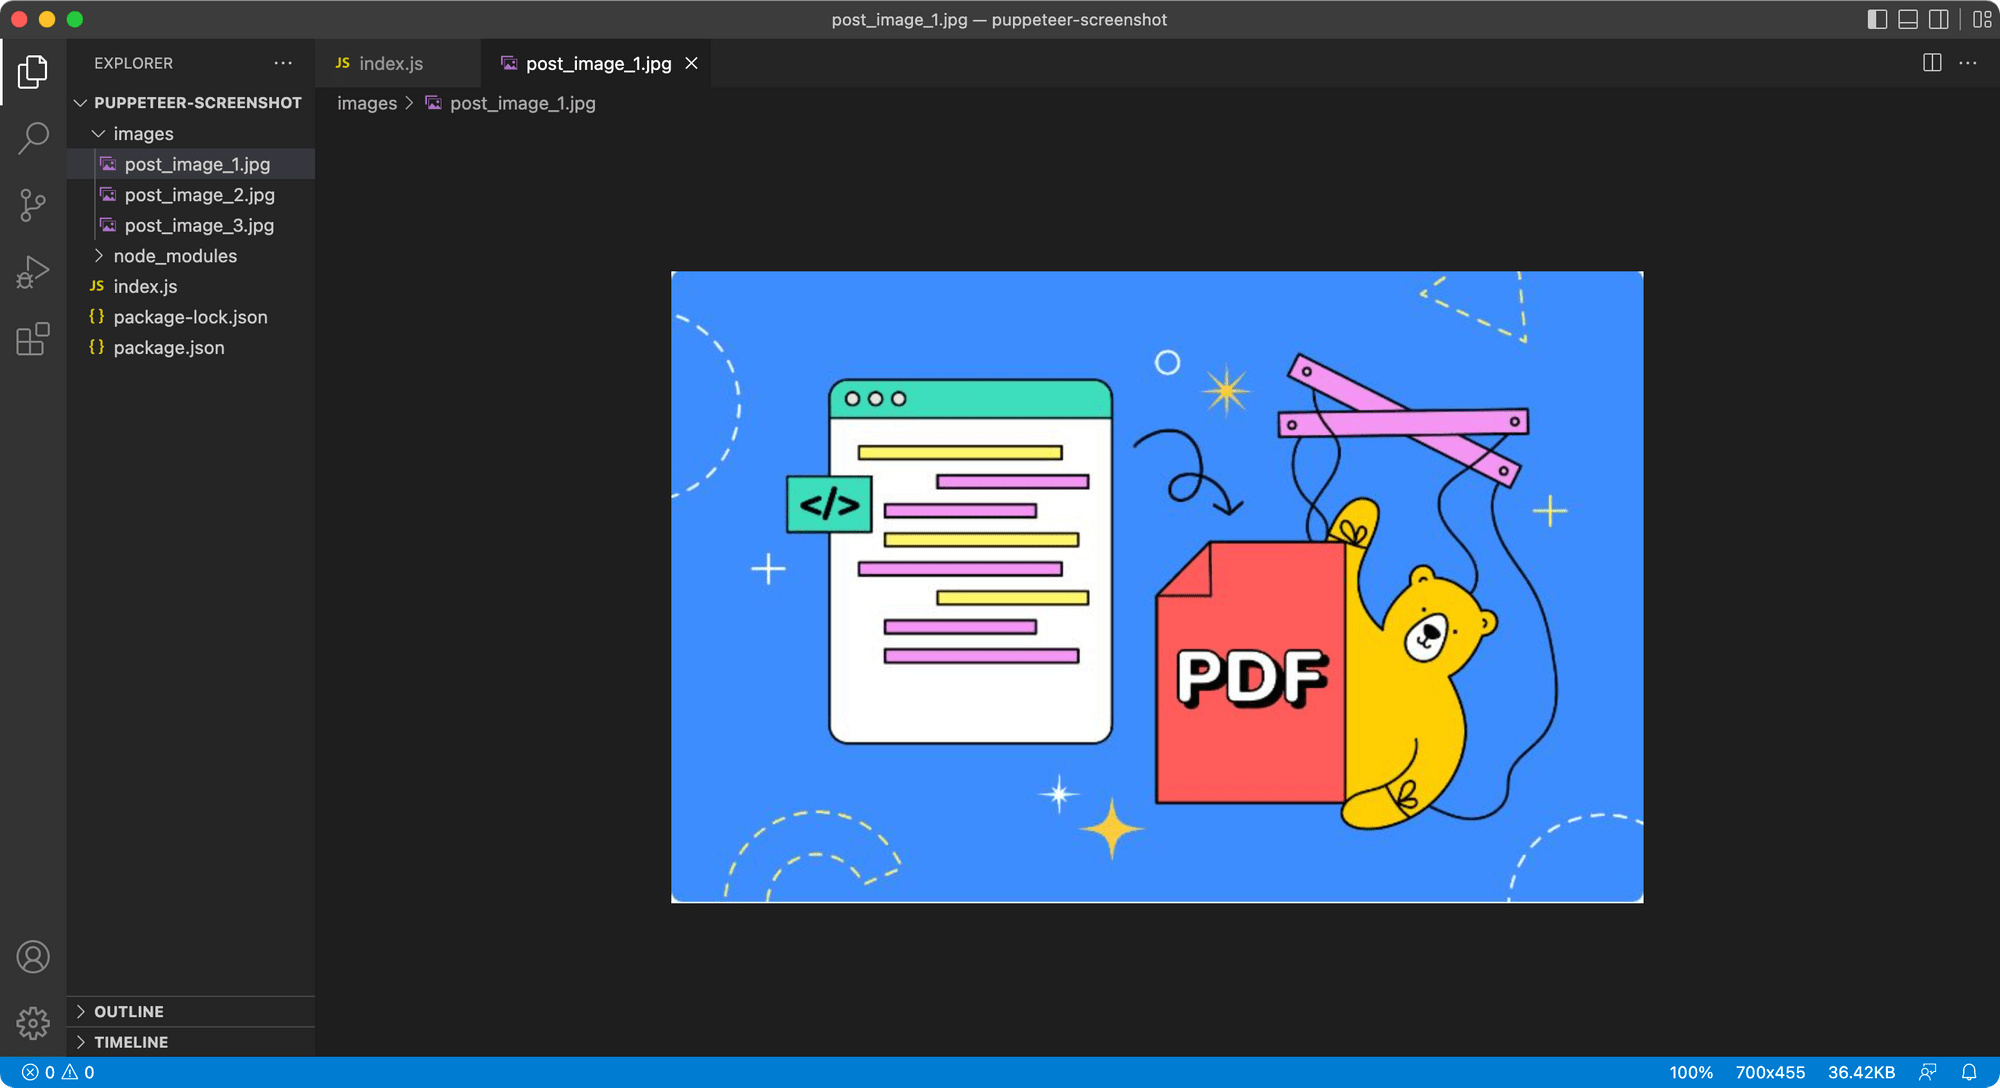 post_image_1.jpg — puppeteer-screenshot
EXPLORER
JS index.js
post_image_1.jpg
PUPPETEER-SCREENSHOT
images > post_image_1.jpg
images
post_image_1.jpg
post_image_2.jpg
post_image_3.jpg
node_modules
JS index.js
{} package-lock.json
{} package.json
</>
PDF
OUTLINE
TIMELINE
0 0
100% 700x455 36.42KB